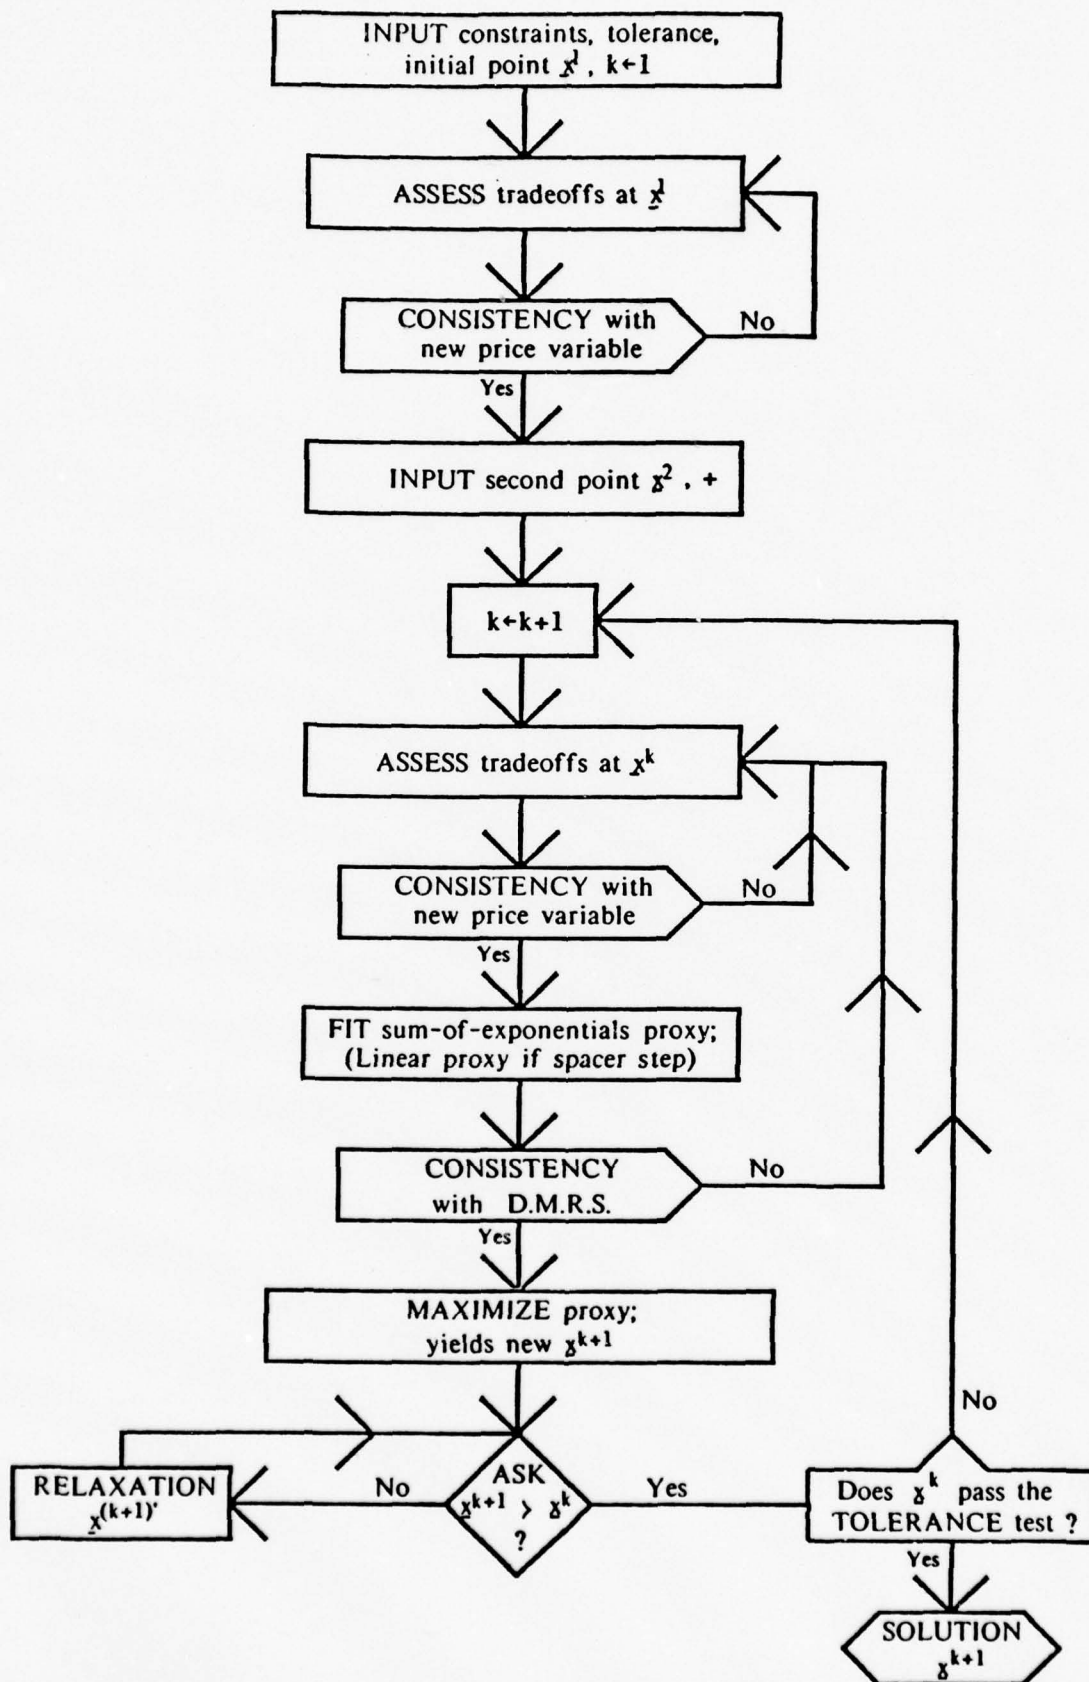 INPUT constraints, tolerance,
initial point x¹, k←1
ASSESS tradeoffs at x¹
CONSISTENCY with
new price variable
No
Yes
INPUT second point x², +
k←k+1
ASSESS tradeoffs at xᵏ
CONSISTENCY with
new price variable
No
Yes
FIT sum-of-exponentials proxy;
(Linear proxy if spacer step)
CONSISTENCY
with D.M.R.S.
No
Yes
MAXIMIZE proxy;
yields new xᵏ⁺¹
No
RELAXATION
x⁽ᵏ⁺¹⁾'
No
ASK
xᵏ⁺¹ > xᵏ
?
Yes
Does xᵏ pass the
TOLERANCE test ?
Yes
SOLUTION
xᵏ⁺¹